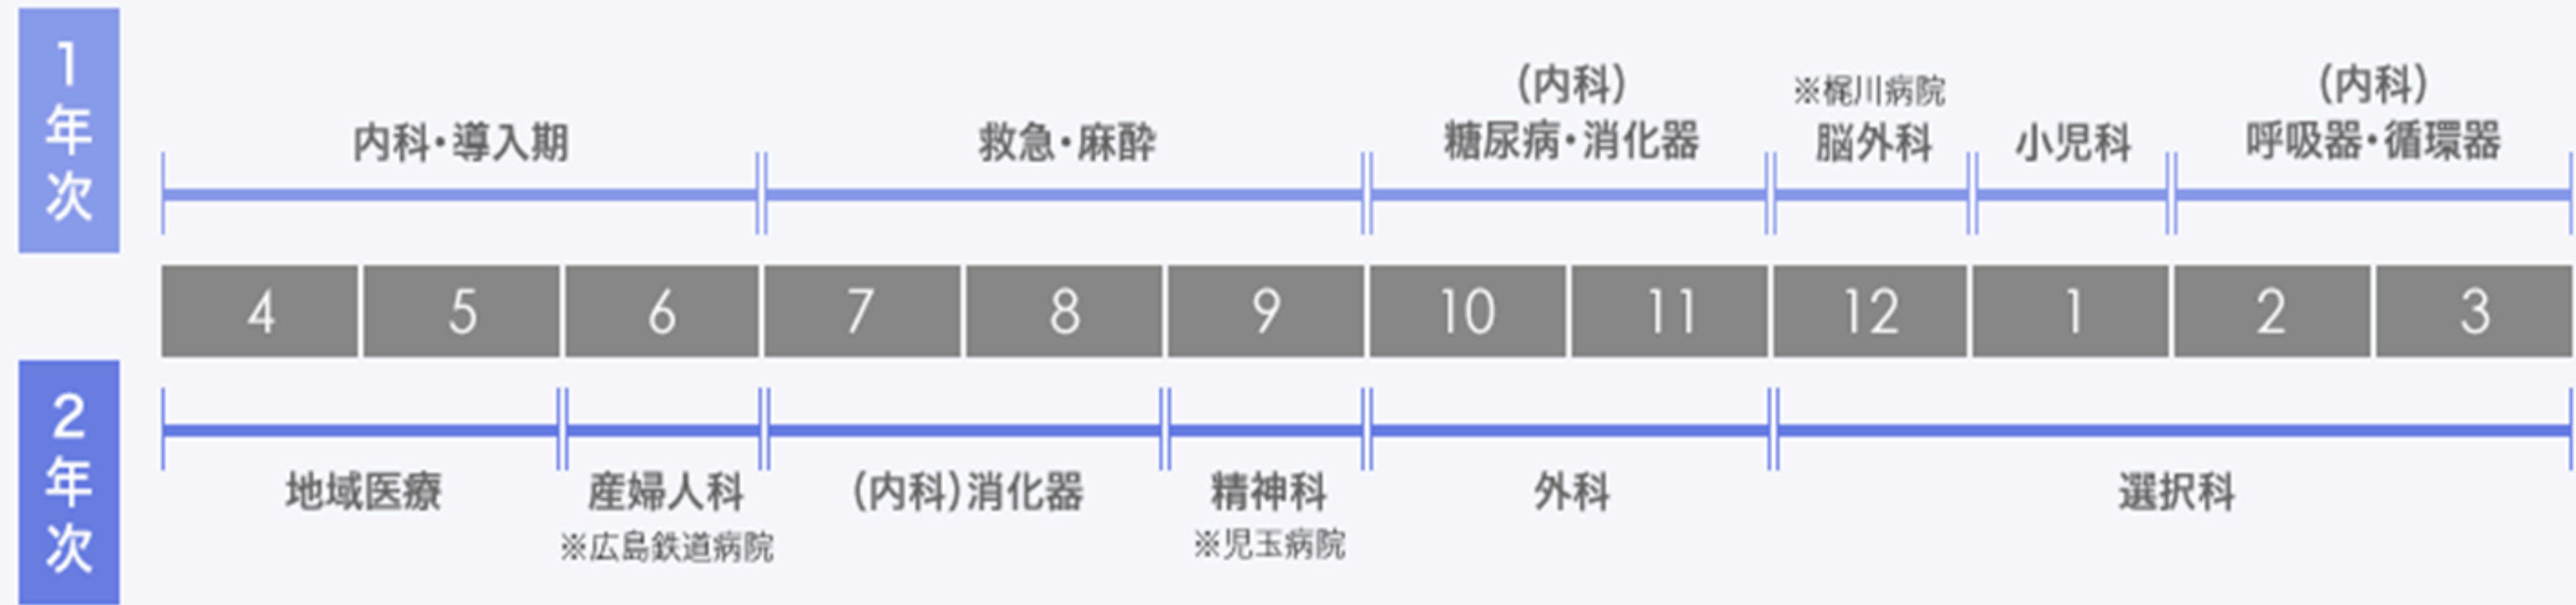 1年次
内科・導入期
救急・麻酔
(内科)
糖尿病・消化器
※梶川病院
脳外科
小児科
(内科)
呼吸器・循環器
4 5 6 7 8 9 10 11 12 1 2 3
2年次
地域医療
産婦人科
※広島鉄道病院
(内科)消化器
精神科
※児玉病院
外科
選択科